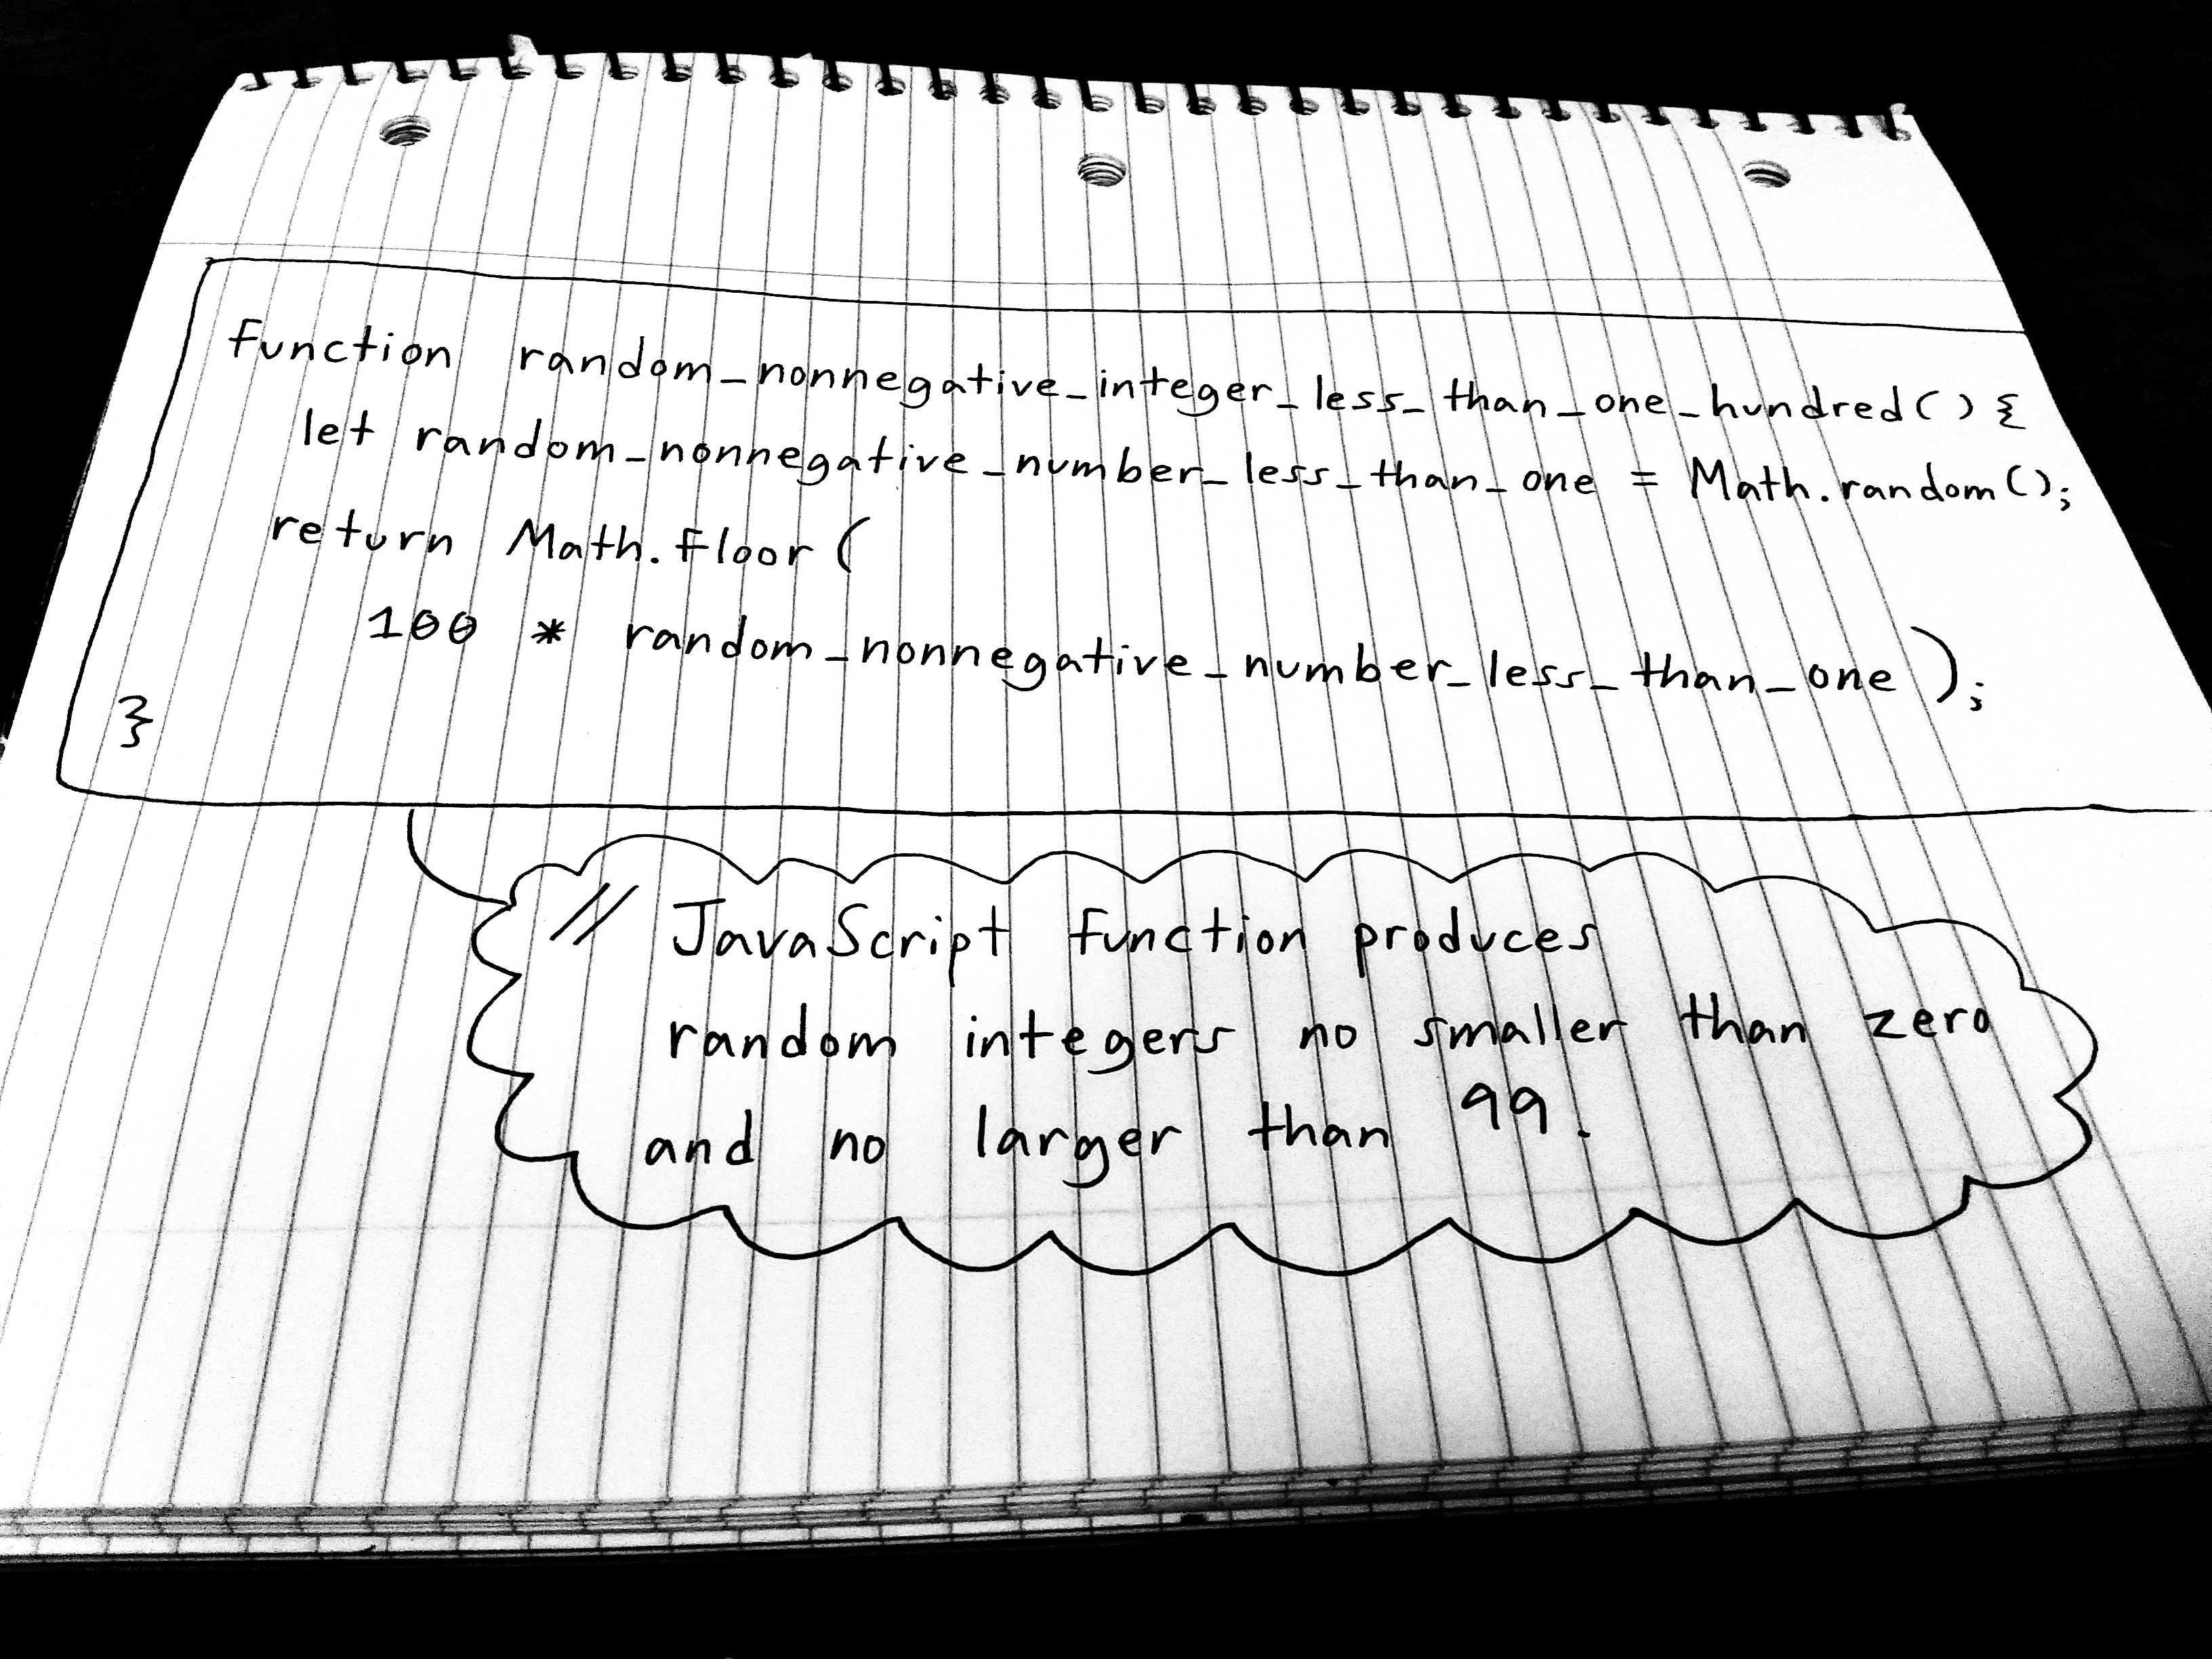 function random_nonnegative_integer_less_than_one_hundred() {
let random_nonnegative_number_less_than_one = Math.random();
return Math.floor(
100 * random_nonnegative_number_less_than_one );
}
// JavaScript function produces
random integers no smaller than zero
and no larger than 99.